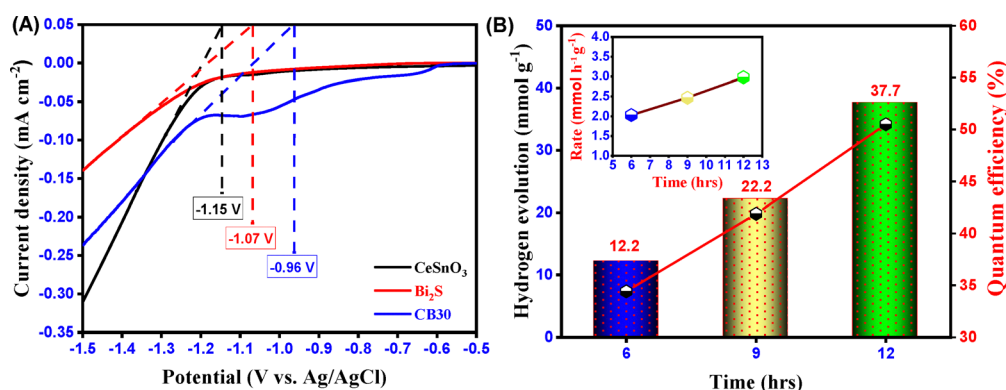 (A)
0.05
0.00
-0.05
-0.10
-0.15
-0.20
-0.25
-0.30
-0.35
Current density (mA cm-2)
-1.15 V
-1.07 V
-0.96 V
CeSnO3
Bi2S
CB30
-1.5 -1.4 -1.3 -1.2 -1.1 -1.0 -0.9 -0.8 -0.7 -0.6 -0.5
Potential (V vs. Ag/AgCl)
(B)
50
40
30
20
10
0
Hydrogen evolution (mmol g-1)
4.0
3.5
3.0
2.5
2.0
1.5
1.0
Rate (mmol h-1g-1)
5 6 7 8 9 10 11 12 13
Time (hrs)
12.2
22.2
37.7
60
55
50
45
40
35
30
Quantum efficiency (%)
6 9 12
Time (hrs)